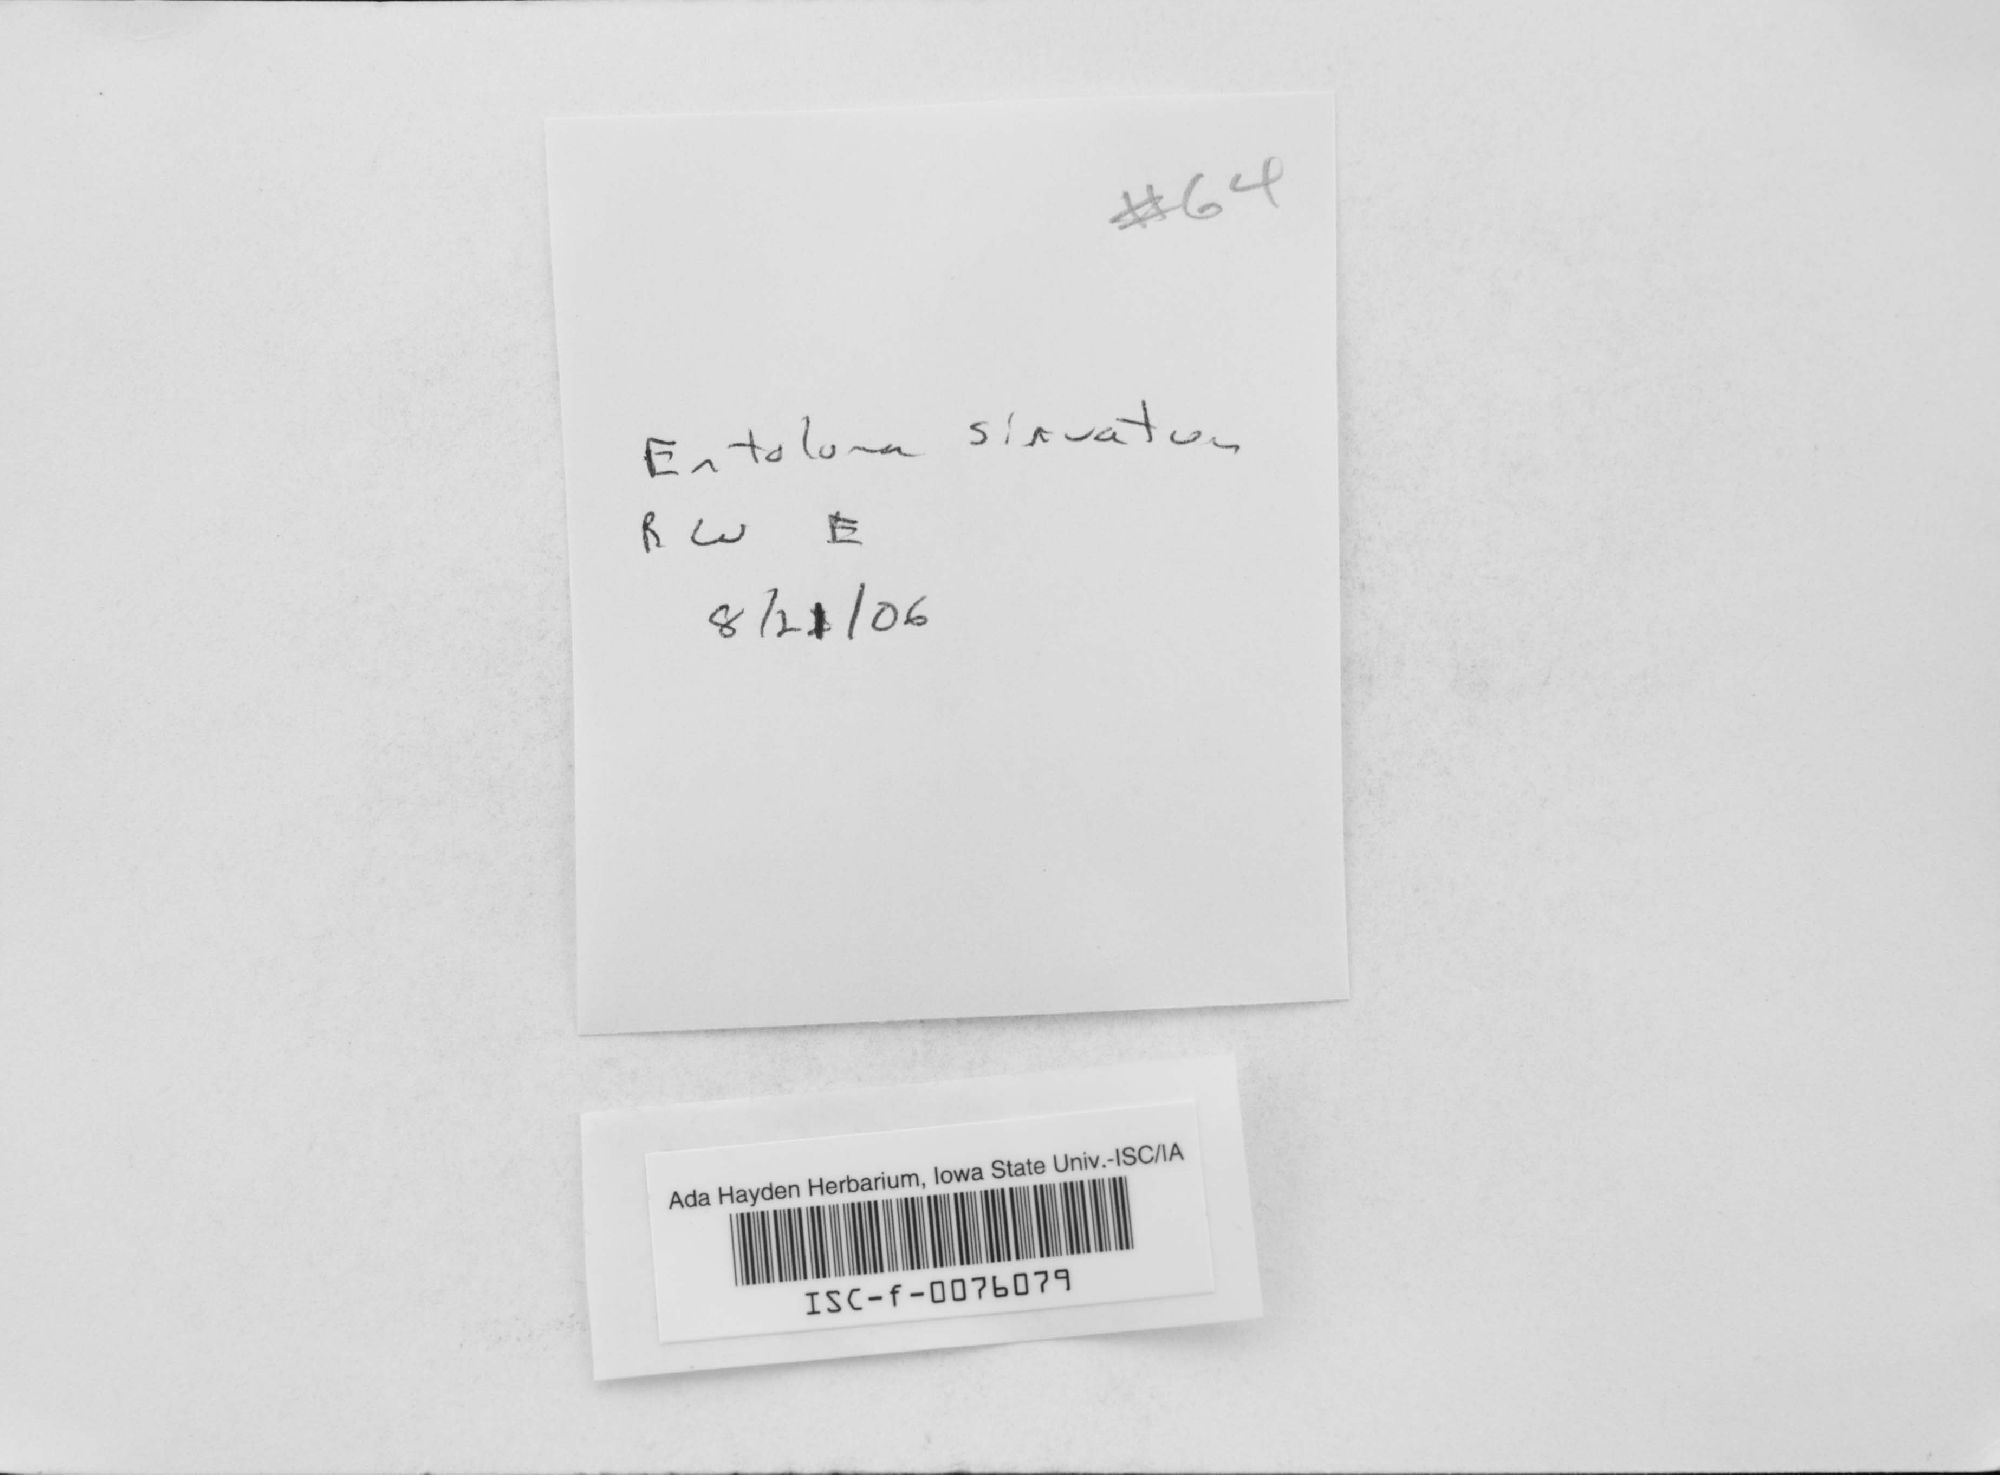 #64
Entoloma sinuatum
RW E
8/21/06
Ada Hayden Herbarium, Iowa State Univ.-ISC/IA
ISC-f-0076079